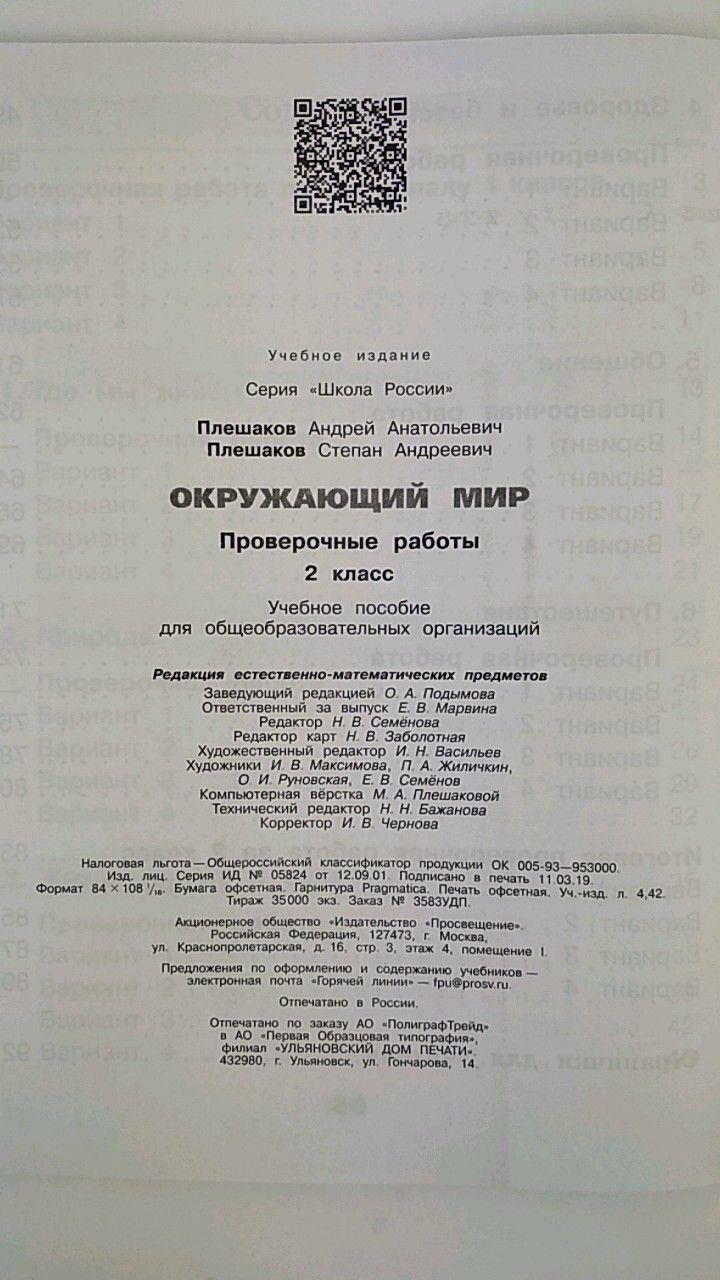 Учебное издание
Серия «Школа России»
Плешаков Андрей Анатольевич
Плешаков Степан Андреевич
ОКРУЖАЮЩИЙ МИР
Проверочные работы
2 класс
Учебное пособие
для общеобразовательных организаций
Редакция естественно-математических предметов
Заведующий редакцией О. А. Подымова
Ответственный за выпуск Е. В. Марвина
Редактор Н. В. Семёнова
Редактор карт Н. В. Заболотная
Художественный редактор И. Н. Васильев
Художники И. В. Максимова, П. А. Жиличкин,
О. И. Руновская, Е. В. Семёнов
Компьютерная вёрстка М. А. Плешаковой
Технический редактор Н. Н. Бажанова
Корректор И. В. Чернова
Налоговая льгота — Общероссийский классификатор продукции ОК 005-93—953000.
Изд. лиц. Серия ИД № 05824 от 12.09.01. Подписано в печать 11.03.19.
Формат 84 × 108 1/16. Бумага офсетная. Гарнитура Pragmatica. Печать офсетная. Уч.-изд. л. 4,42.
Тираж 35 000 экз. Заказ № 3583УДП.
Акционерное общество «Издательство «Просвещение».
Российская Федерация, 127473, г. Москва,
ул. Краснопролетарская, д. 16, стр. 3, этаж 4, помещение I.
Предложения по оформлению и содержанию учебников —
электронная почта «Горячей линии» — fpu@prosv.ru.
Отпечатано в России.
Отпечатано по заказу АО «ПолиграфТрейд»
в АО «Первая Образцовая типография»,
филиал «УЛЬЯНОВСКИЙ ДОМ ПЕЧАТИ».
432980, г. Ульяновск, ул. Гончарова, 14.